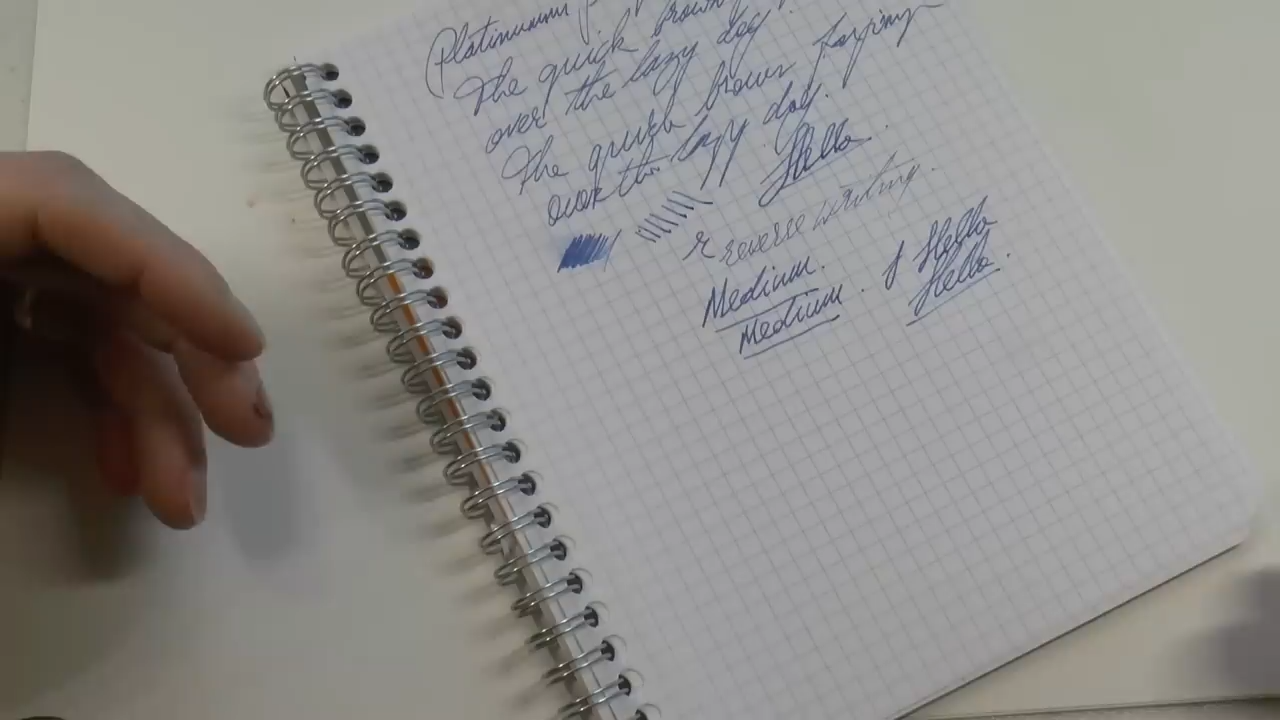 Platinumm
The quick brown
over the lazy dog
The quick brown
over the lazy dog.
Hello
reverse writing.
Medium.
Medium.
Hello
Hello.